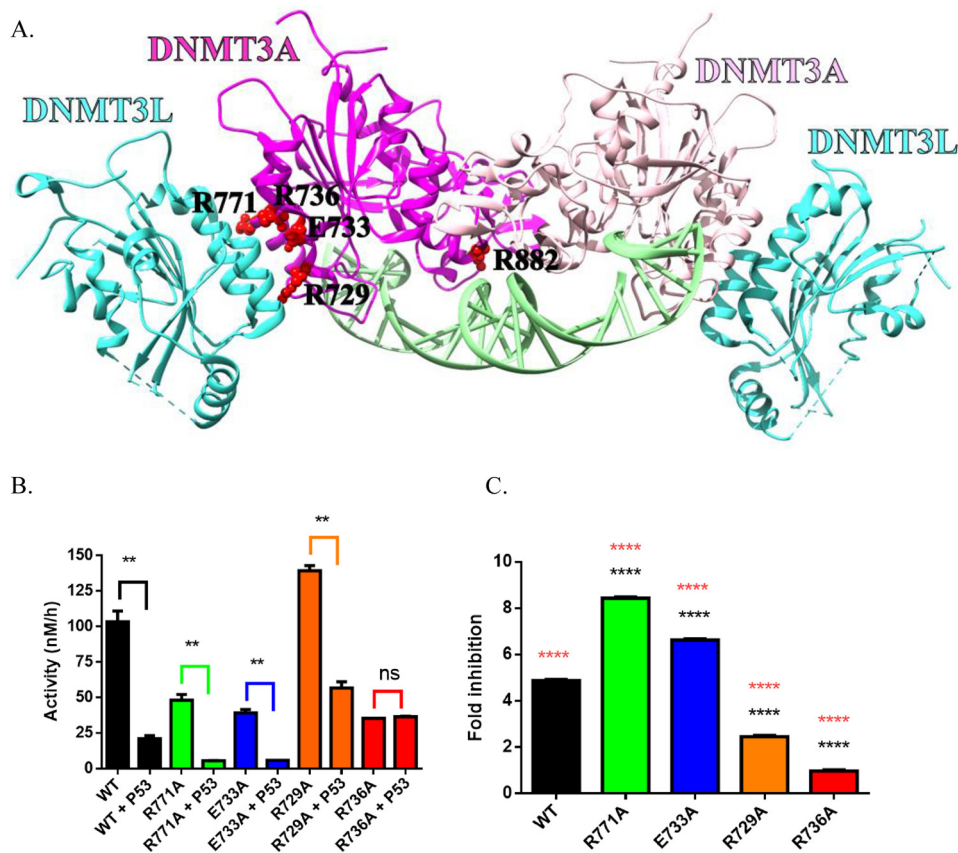 A.
DNMT3A
DNMT3A
DNMT3L
DNMT3L
R771
R736
E733
R882
R729
B.
C.
Activity (nM/h)
150
125
100
75
50
25
0
**
**
**
**
ns
WT
WT + P53
R771A
R771A + P53
E733A
E733A + P53
R729A
R729A + P53
R736A
R736A + P53
Fold inhibition
10
8
6
4
2
0
****
****
****
****
****
****
****
****
****
WT
R771A
E733A
R729A
R736A